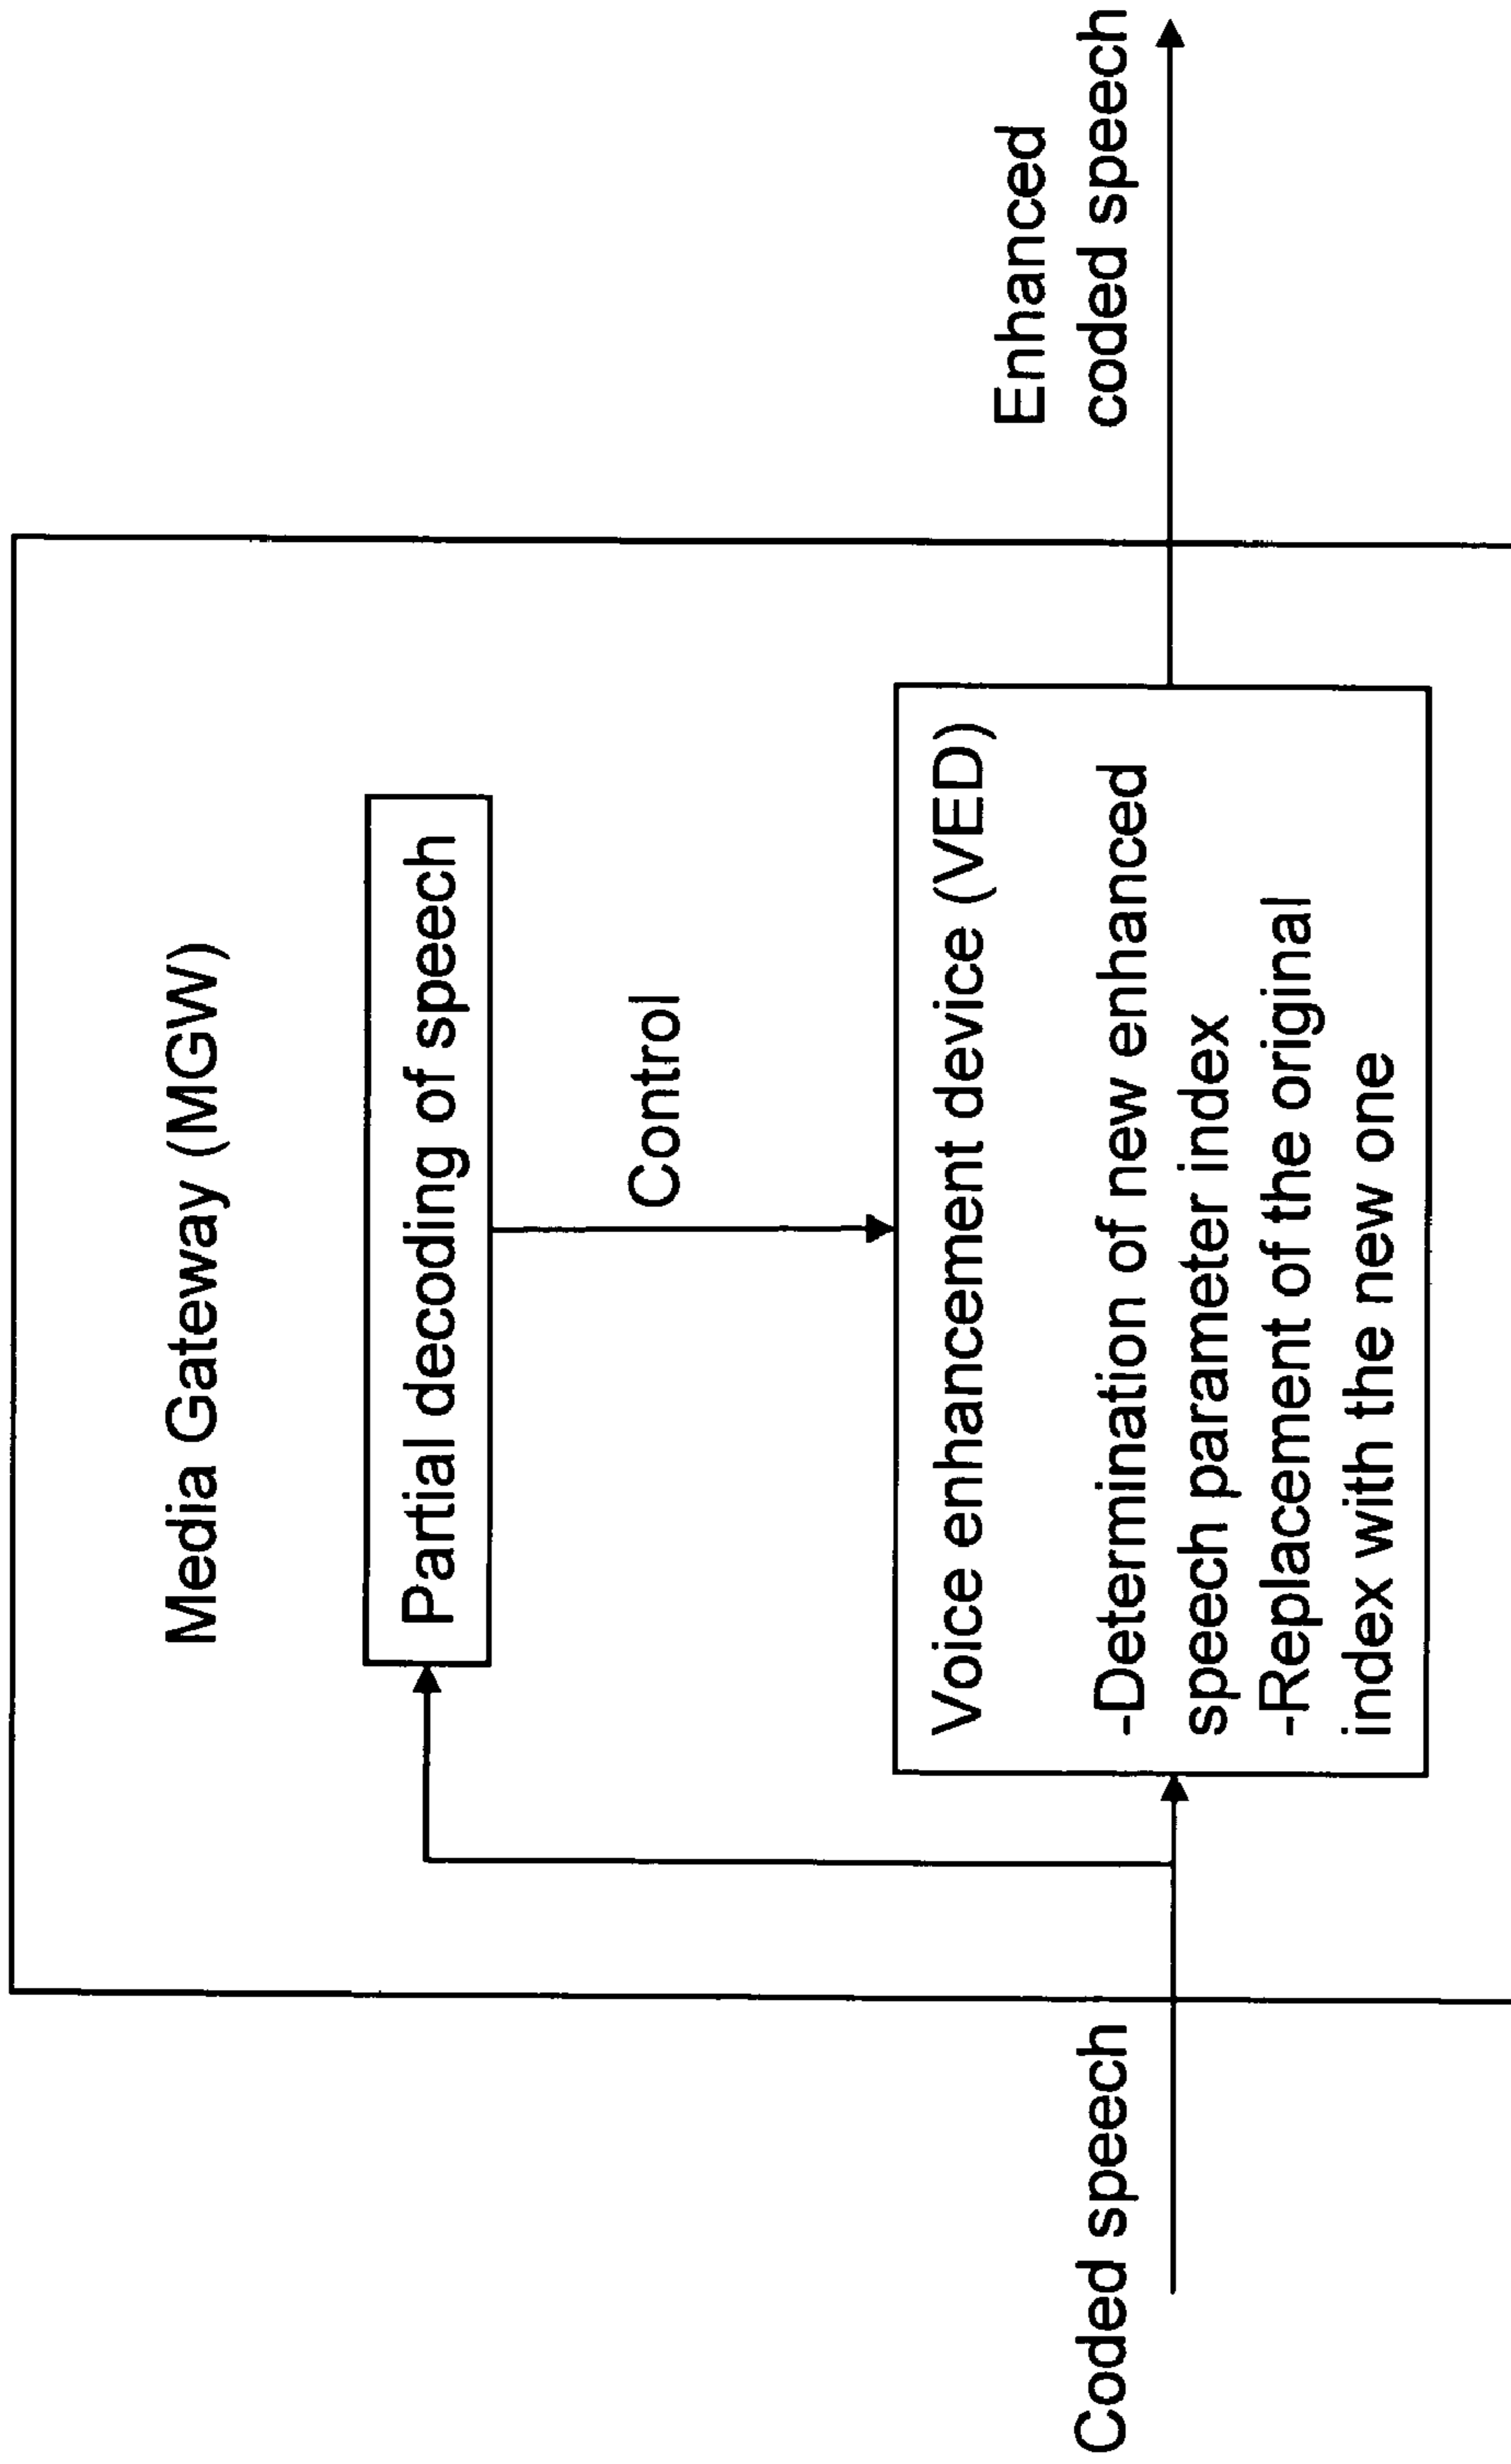 Media Gateway (MGW)
Partial decoding of speech
Control
Coded speech
Voice enhancement device (VED)
-Determination of new enhanced
speech parameter index
-Replacement of the original
index with the new one
Enhanced
coded speech